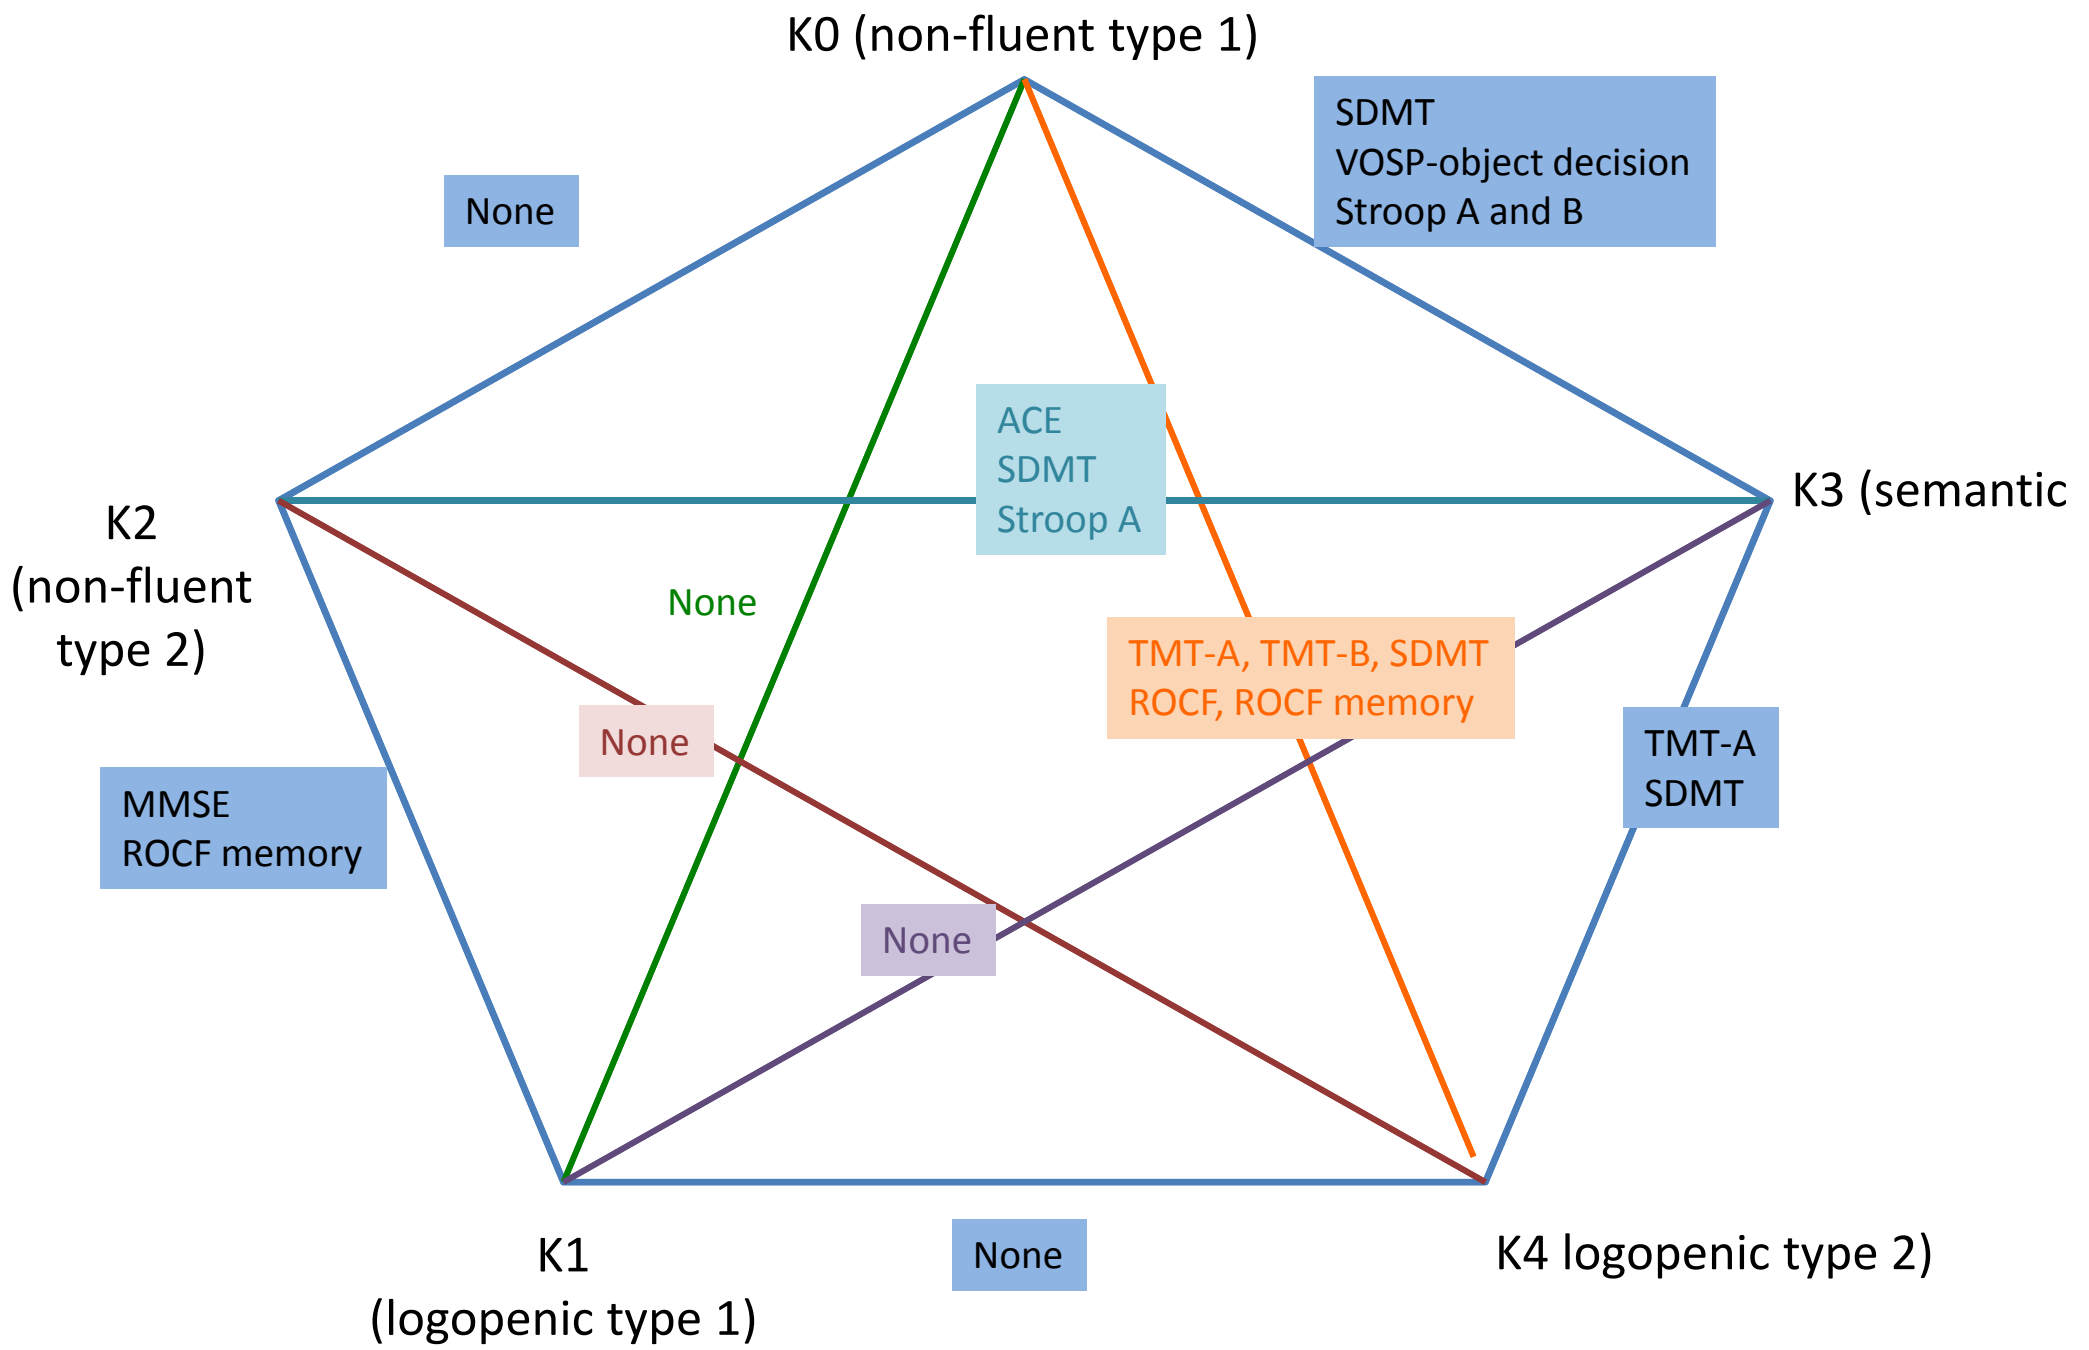 K0 (non-fluent type 1)
SDMT
VOSP-object decision
Stroop A and B
None
ACE
SDMT
Stroop A
K3 (semantic
K2
(non-fluent
type 2)
None
TMT-A, TMT-B, SDMT
ROCF, ROCF memory
None
TMT-A
SDMT
MMSE
ROCF memory
None
K1
(logopenic type 1)
None
K4 logopenic type 2)